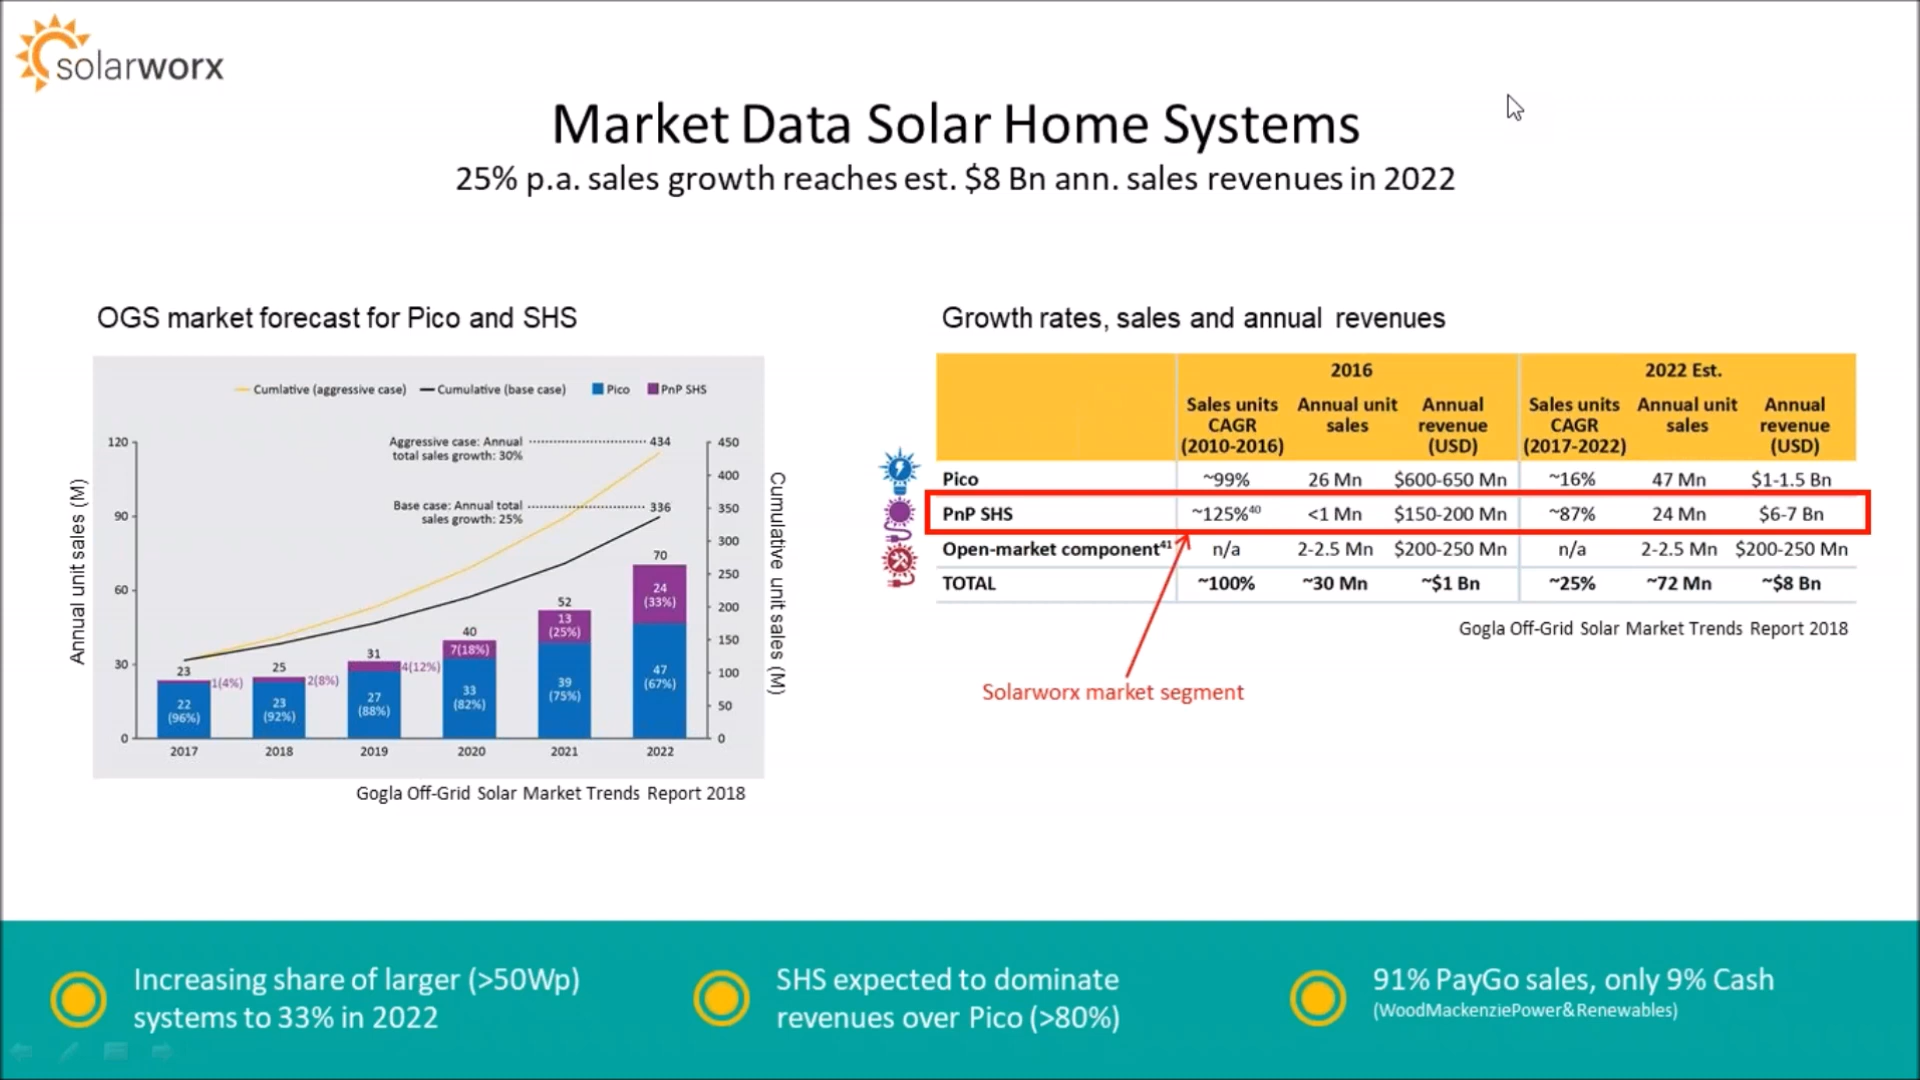 solarworx
Market Data Solar Home Systems
25% p.a. sales growth reaches est. $8 Bn ann. sales revenues in 2022
OGS market forecast for Pico and SHS
Cumlative (aggressive case)
Cumulative (base case)
Pico
PnP SHS
Annual unit sales (M)
120
90
60
30
0
Aggressive case: Annual
total sales growth: 30%
434
Base case: Annual total
sales growth: 25%
336
23
1(4%)
22
(96%)
25
2(8%)
23
(92%)
31
4(12%)
27
(88%)
40
7(18%)
33
(82%)
52
13
(25%)
39
(75%)
70
24
(33%)
47
(67%)
450
400
350
300
250
200
150
100
50
0
Cumulative unit sales (M)
2017
2018
2019
2020
2021
2022
Gogla Off-Grid Solar Market Trends Report 2018
Growth rates, sales and annual revenues
2016
2022 Est.
Sales units
CAGR
(2010-2016)
Annual unit
sales
Annual
revenue
(USD)
Sales units
CAGR
(2017-2022)
Annual unit
sales
Annual
revenue
(USD)
Pico ~99% 26 Mn $600-650 Mn ~16% 47 Mn $1-1.5 Bn
PnP SHS ~125%⁴⁰ <1 Mn $150-200 Mn ~87% 24 Mn $6-7 Bn
Open-market component⁴¹ n/a 2-2.5 Mn $200-250 Mn n/a 2-2.5 Mn $200-250 Mn
TOTAL ~100% ~30 Mn ~$1 Bn ~25% ~72 Mn ~$8 Bn
Gogla Off-Grid Solar Market Trends Report 2018
Solarworx market segment
Increasing share of larger (>50Wp)
systems to 33% in 2022
SHS expected to dominate
revenues over Pico (>80%)
91% PayGo sales, only 9% Cash
(WoodMackenziePower&Renewables)